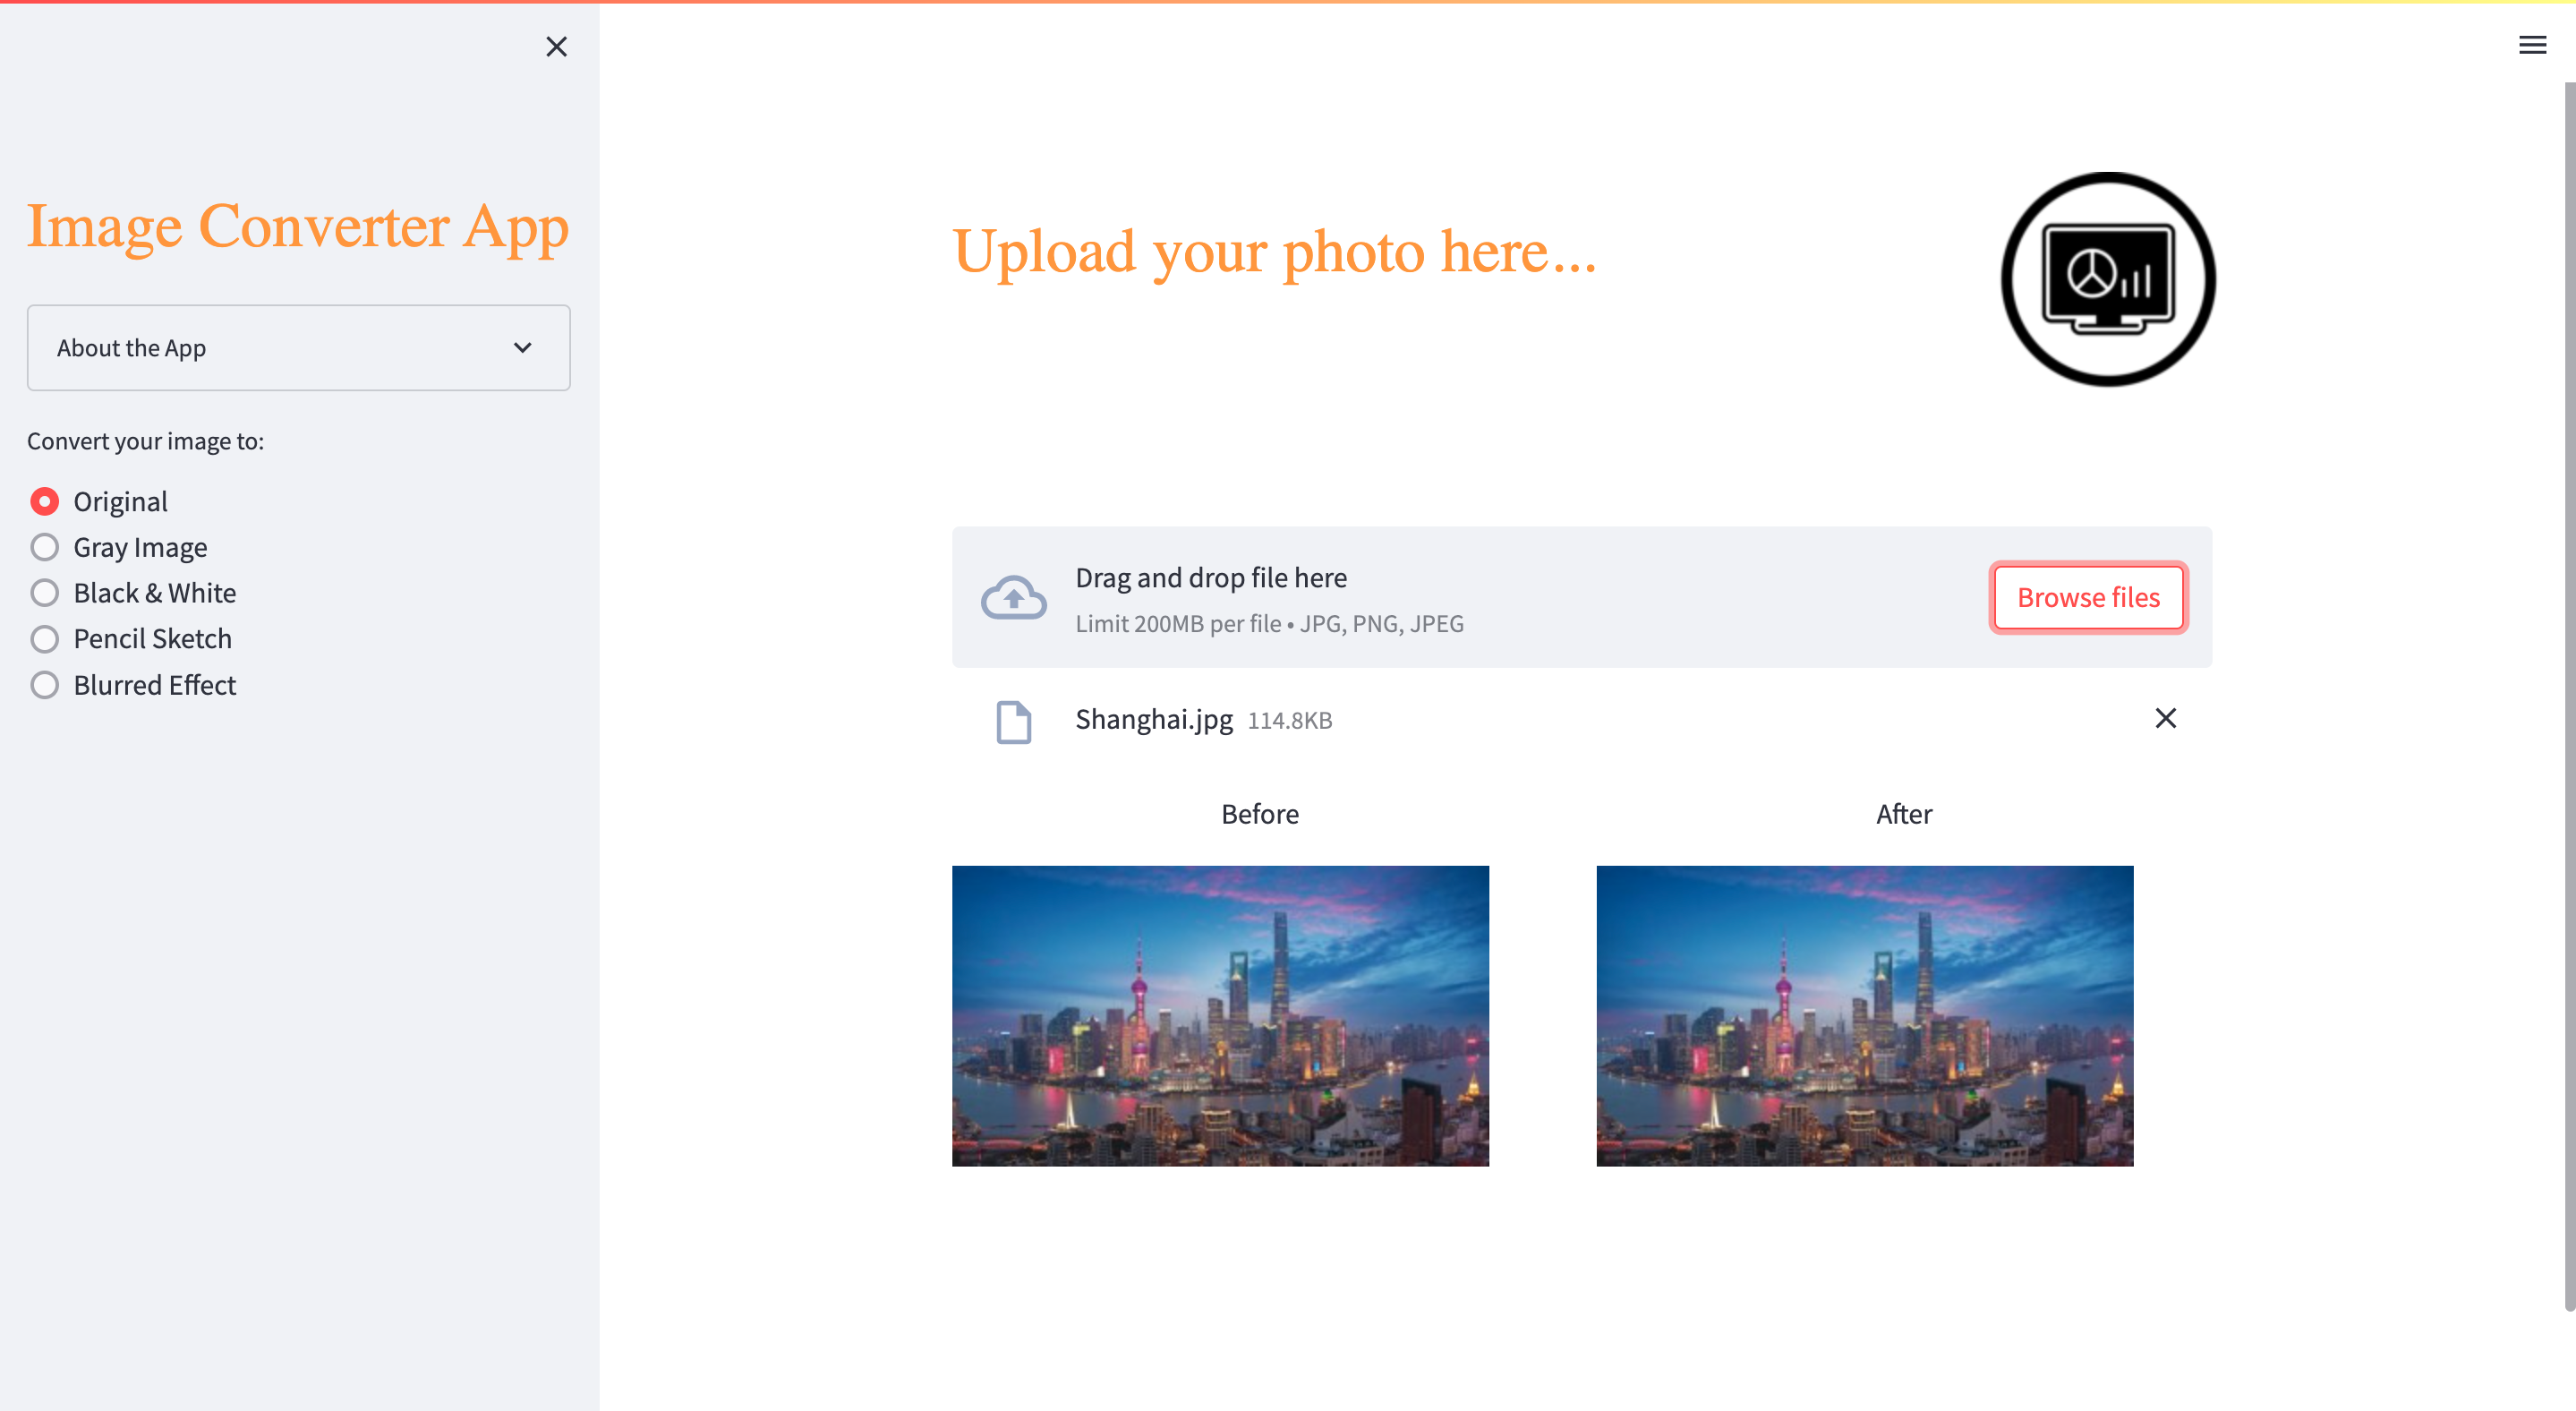 Image Converter App
About the App
Convert your image to:
Original
Gray Image
Black & White
Pencil Sketch
Blurred Effect
Upload your photo here...
Drag and drop file here
Limit 200MB per file • JPG, PNG, JPEG
Browse files
Shanghai.jpg 114.8KB
Before
After